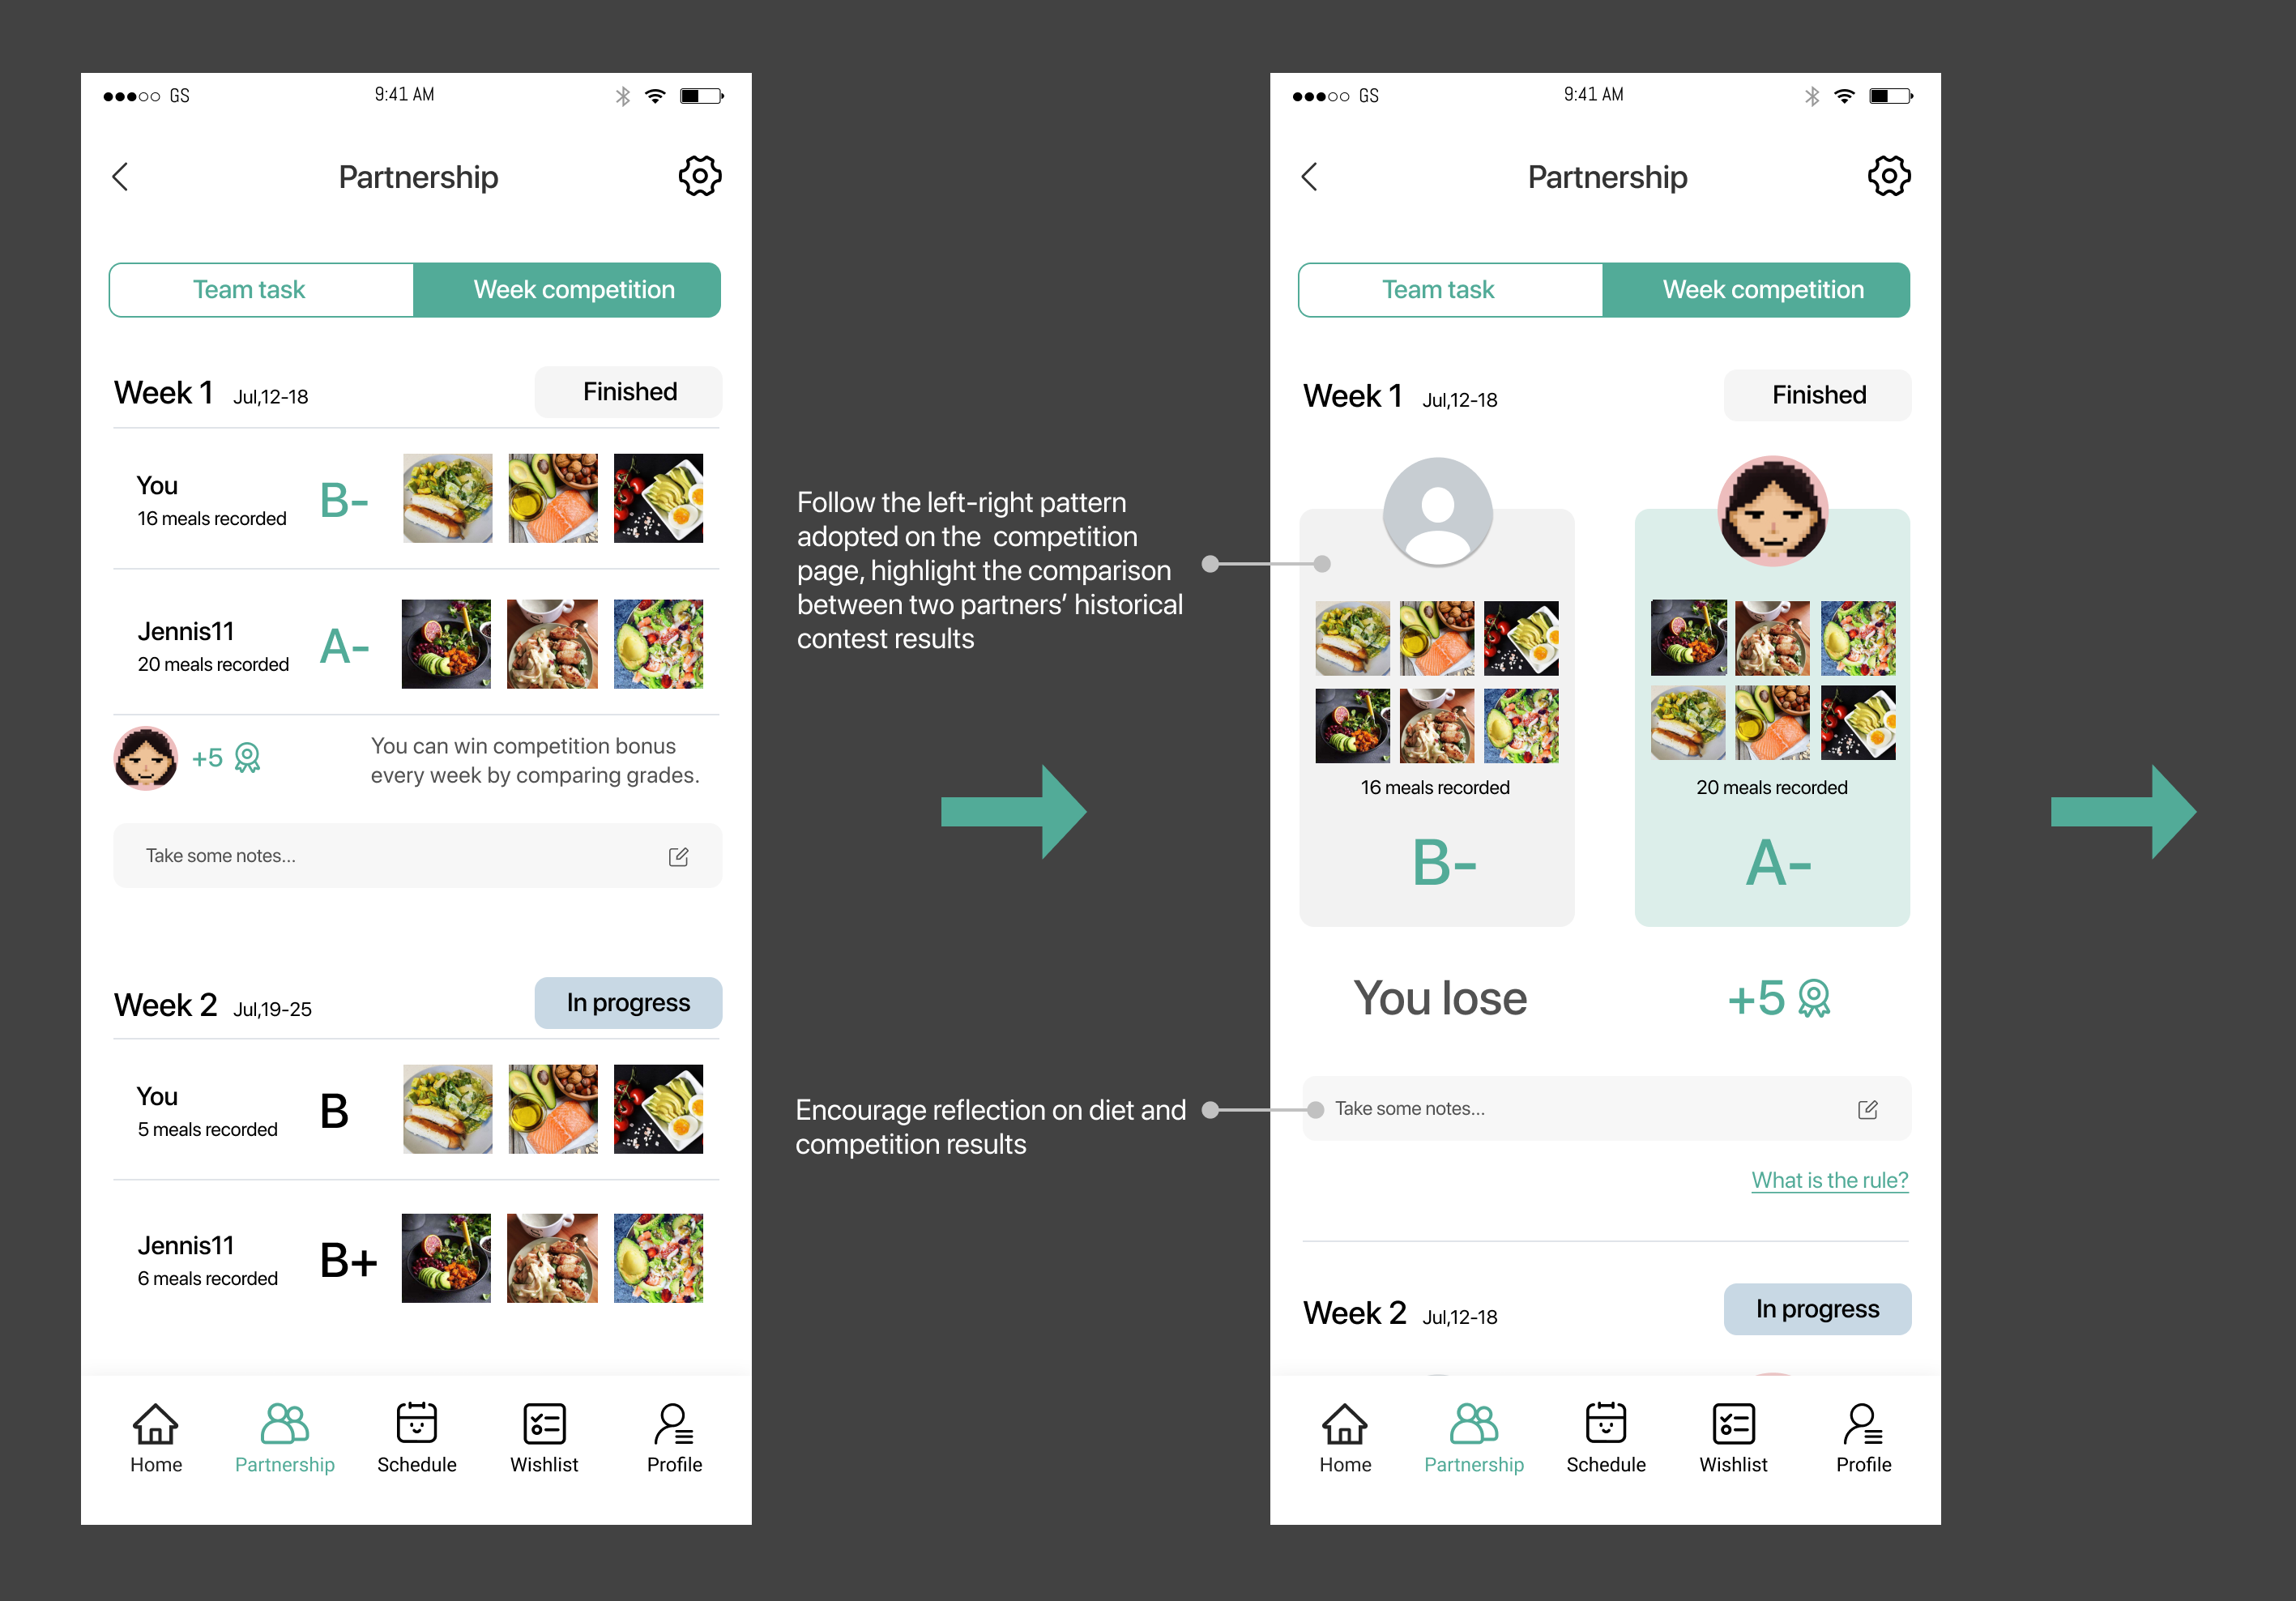 GS
9:41 AM
Partnership
Team task
Week competition
Week 1 Jul,12-18
Finished
You
16 meals recorded
B-
Jennis11
20 meals recorded
A-
+5
You can win competition bonus
every week by comparing grades.
Take some notes...
Week 2 Jul,19-25
In progress
You
5 meals recorded
B
Jennis11
6 meals recorded
B+
Home
Partnership
Schedule
Wishlist
Profile
Follow the left-right pattern
adopted on the competition
page, highlight the comparison
between two partners’ historical
contest results
Encourage reflection on diet and
competition results
GS
9:41 AM
Partnership
Team task
Week competition
Week 1 Jul,12-18
Finished
16 meals recorded
B-
20 meals recorded
A-
You lose
+5
Take some notes...
What is the rule?
Week 2 Jul,12-18
In progress
Home
Partnership
Schedule
Wishlist
Profile